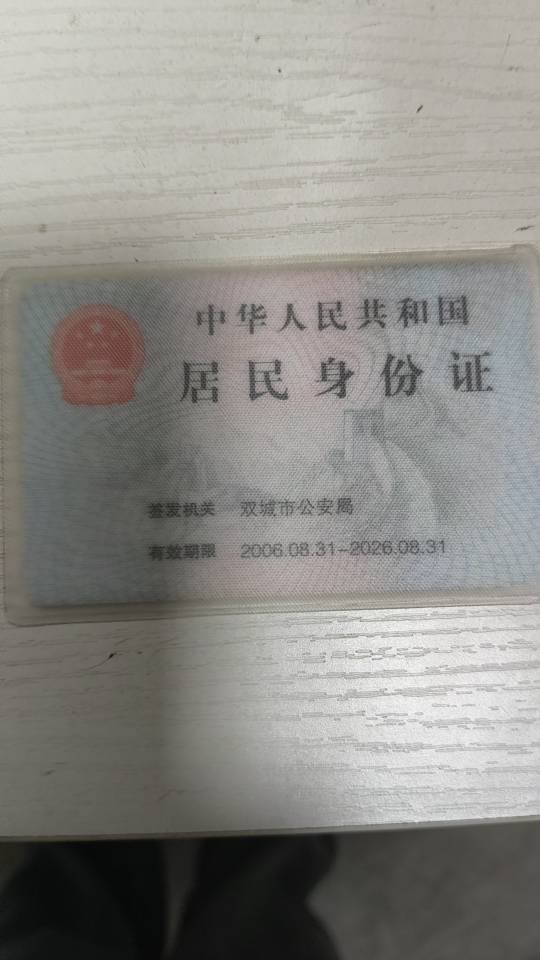 中华人民共和国
居民身份证
签发机关 双城市公安局
有效期限 2006.08.31-2026.08.31